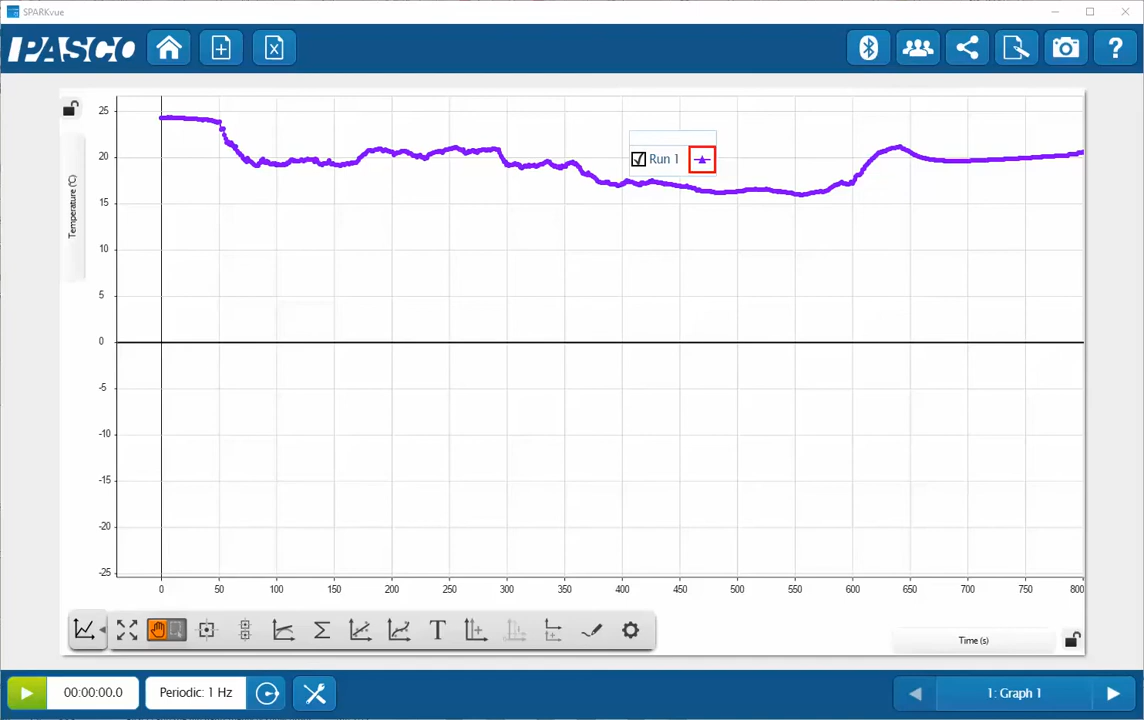 SPARKvue
PASCO
?
25
20
15
10
5
0
-5
-10
-15
-20
-25
Temperature (°C)
Run 1
0 50 100 150 200 250 300 350 400 450 500 550 600 650 700 750 800
Σ T
Time (s)
00:00:00.0 Periodic: 1 Hz 1: Graph 1